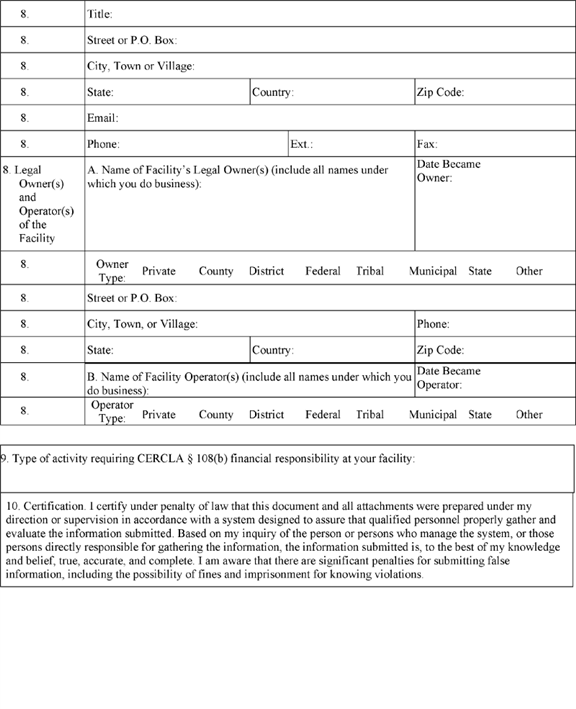 8. Title:
8. Street or P.O. Box:
8. City, Town or Village:
8. State: Country: Zip Code:
8. Email:
8. Phone: Ext.: Fax:
8. Legal Owner(s) and Operator(s) of the Facility
A. Name of Facility's Legal Owner(s) (include all names under
which you do business):
Date Became
Owner:
8. Owner Type: Private County District Federal Tribal Municipal State Other
8. Street or P.O. Box:
8. City, Town, or Village: Phone:
8. State: Country: Zip Code:
8. B. Name of Facility Operator(s) (include all names under which you
do business):
Date Became
Operator:
8. Operator Type: Private County District Federal Tribal Municipal State Other
9. Type of activity requiring CERCLA § 108(b) financial responsibility at your facility:
10. Certification. I certify under penalty of law that this document and all attachments were prepared under my
direction or supervision in accordance with a system designed to assure that qualified personnel properly gather and
evaluate the information submitted. Based on my inquiry of the person or persons who manage the system, or those
persons directly responsible for gathering the information, the information submitted is, to the best of my knowledge
and belief, true, accurate, and complete. I am aware that there are significant penalties for submitting false
information, including the possibility of fines and imprisonment for knowing violations.